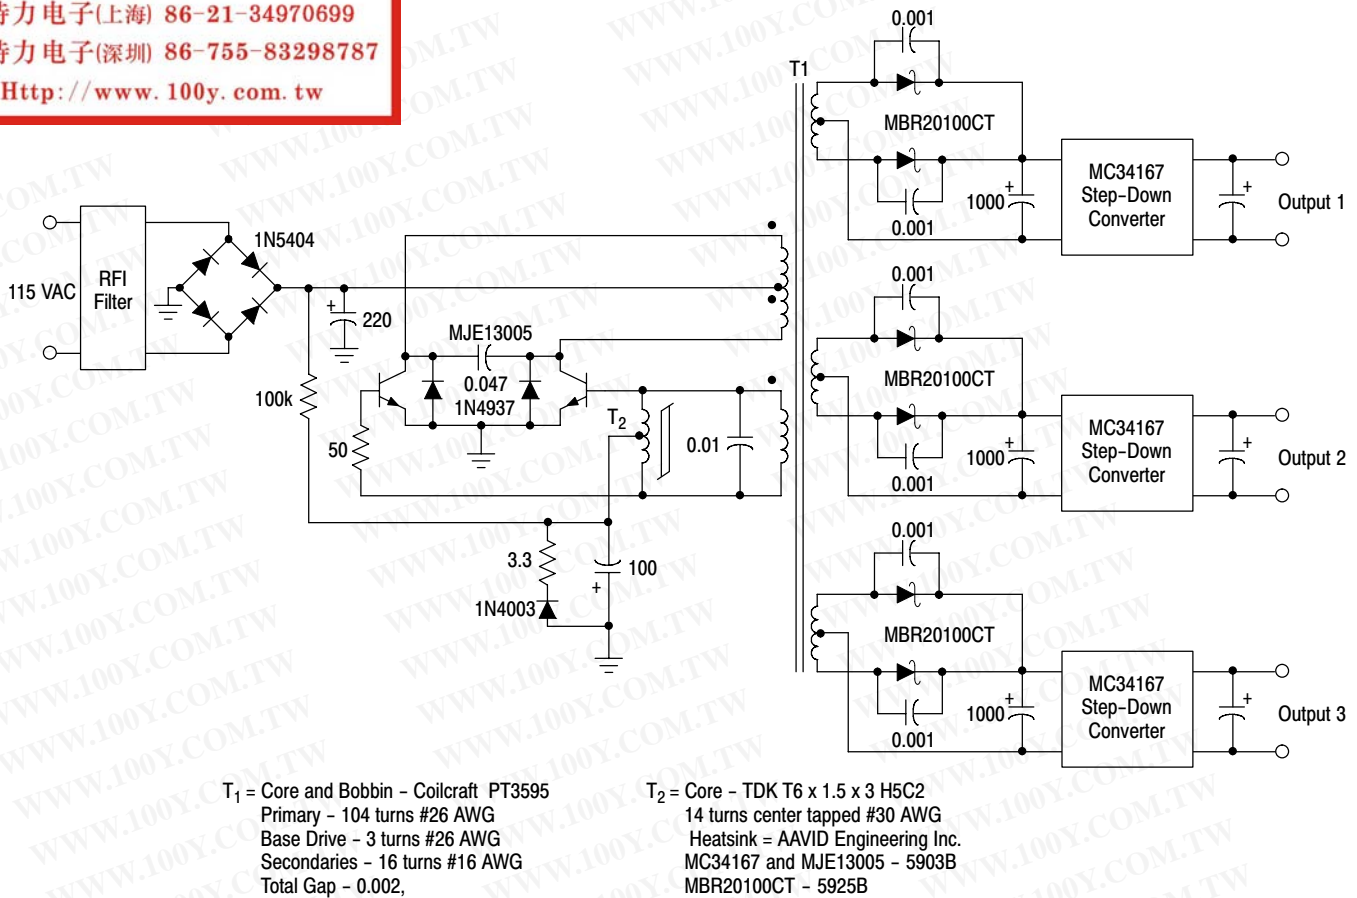 特力电子(上海) 86-21-34970699
特力电子(深圳) 86-755-83298787
Http://www.100y.com.tw
115 VAC
RFI
Filter
1N5404
+
220
100k
50
MJE13005
0.047
1N4937
T2
0.01
3.3
1N4003
100
+
T1
0.001
MBR20100CT
0.001
1000
+
MC34167
Step-Down
Converter
+
Output 1
0.001
MBR20100CT
0.001
1000
+
MC34167
Step-Down
Converter
+
Output 2
0.001
MBR20100CT
0.001
1000
+
MC34167
Step-Down
Converter
+
Output 3
T1 = Core and Bobbin - Coilcraft PT3595
Primary - 104 turns #26 AWG
Base Drive - 3 turns #26 AWG
Secondaries - 16 turns #16 AWG
Total Gap - 0.002,
T2 = Core - TDK T6 x 1.5 x 3 H5C2
14 turns center tapped #30 AWG
Heatsink = AAVID Engineering Inc.
MC34167 and MJE13005 - 5903B
MBR20100CT - 5925B
WWW.100Y.COM.TW